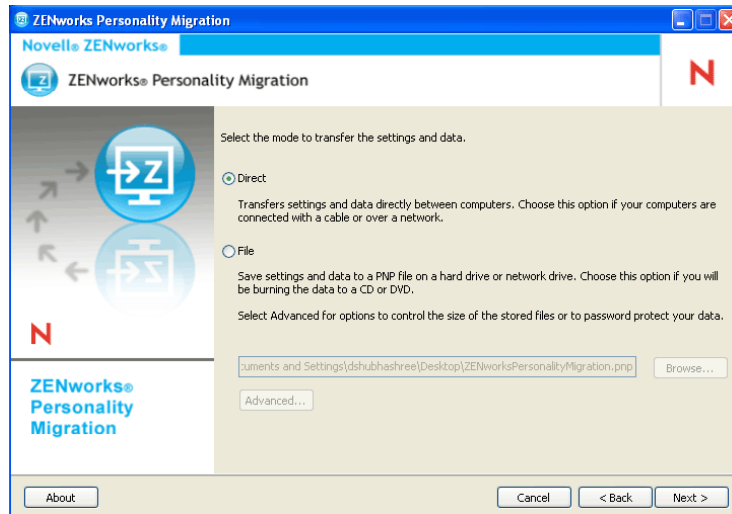 ZENworks Personality Migration
Novell® ZENworks®
ZENworks® Personality Migration
N
Select the mode to transfer the settings and data.
Direct
Transfers settings and data directly between computers. Choose this option if your computers are
connected with a cable or over a network.
File
Save settings and data to a PNP file on a hard drive or network drive. Choose this option if you will
be burning the data to a CD or DVD.
Select Advanced for options to control the size of the stored files or to password protect your data.
:uments and Settings\dshubhashree\Desktop\ZENworksPersonalityMigration.pnp
Browse...
Advanced...
Z
N
ZENworks®
Personality
Migration
About
Cancel
< Back
Next >